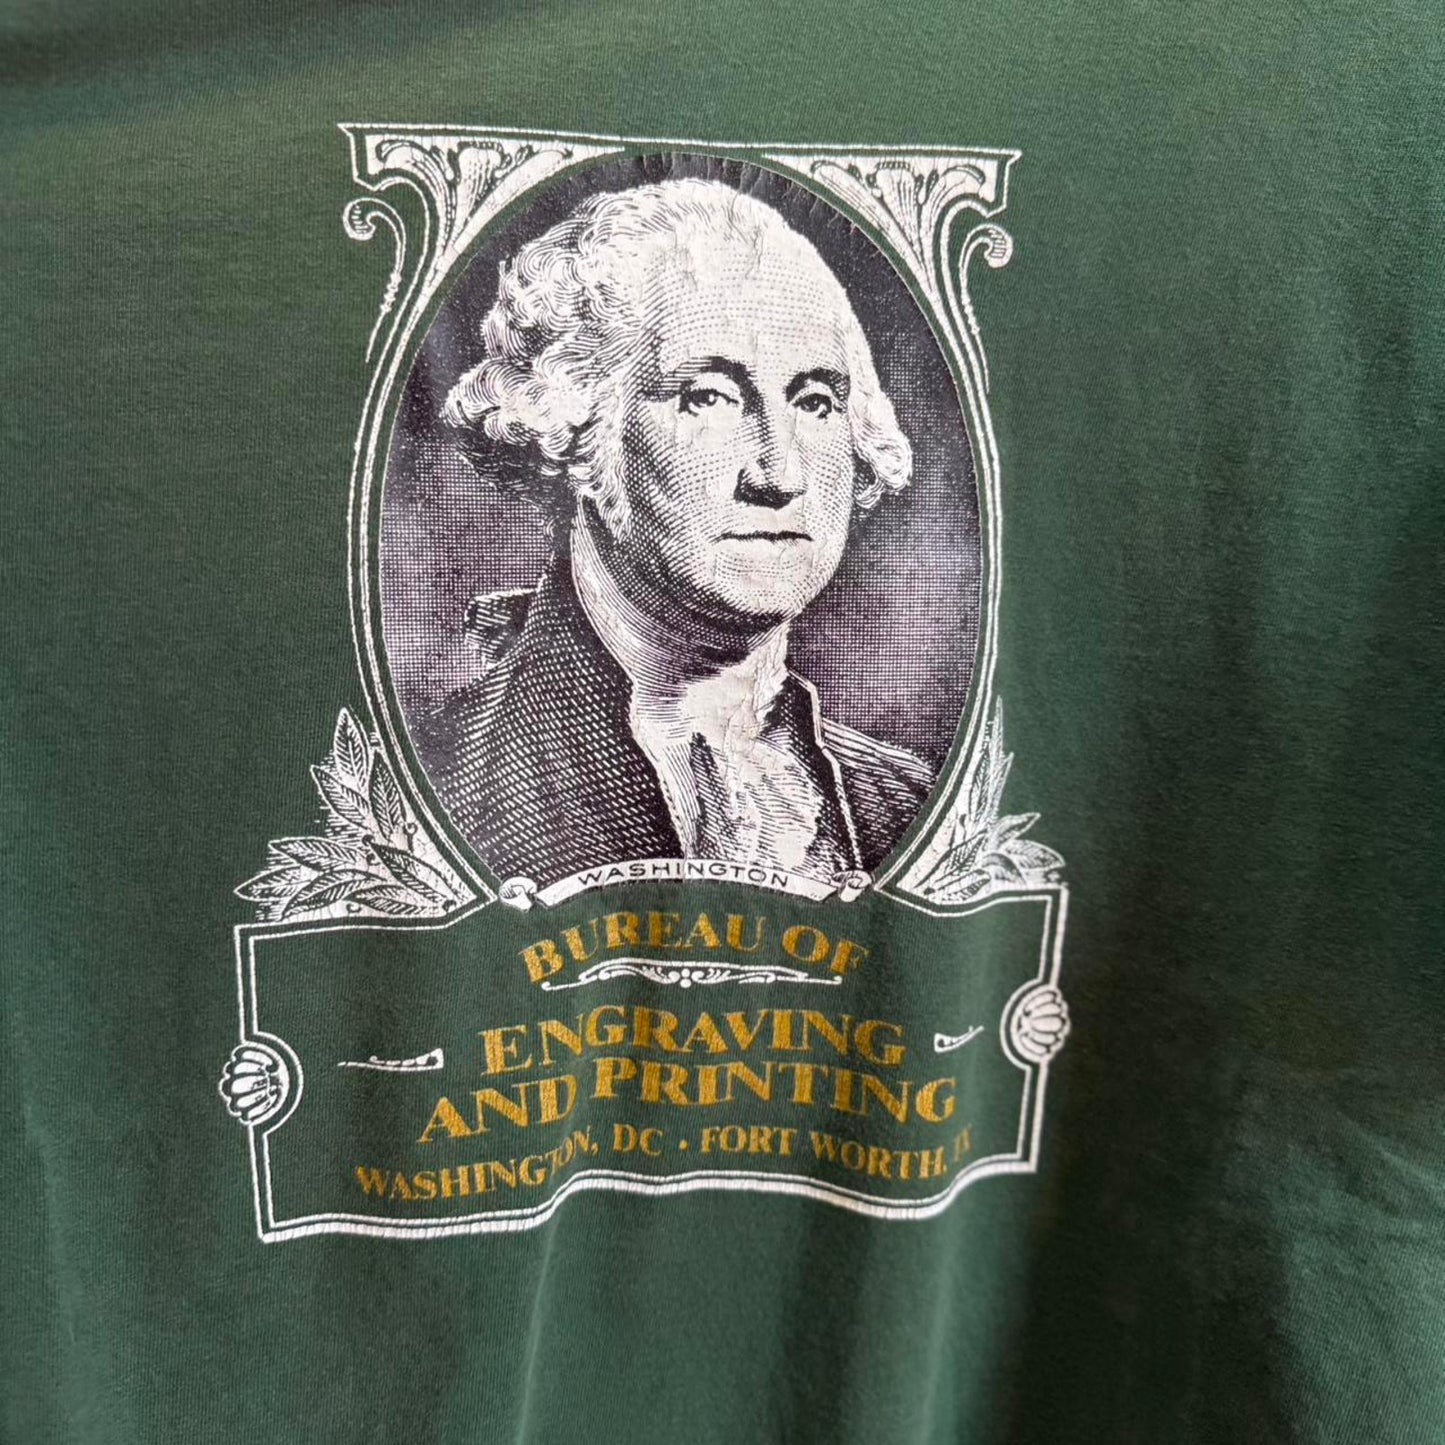 WASHINGTON
BUREAU OF
ENGRAVING
AND PRINTING
WASHINGTON, DC • FORT WORTH, TX